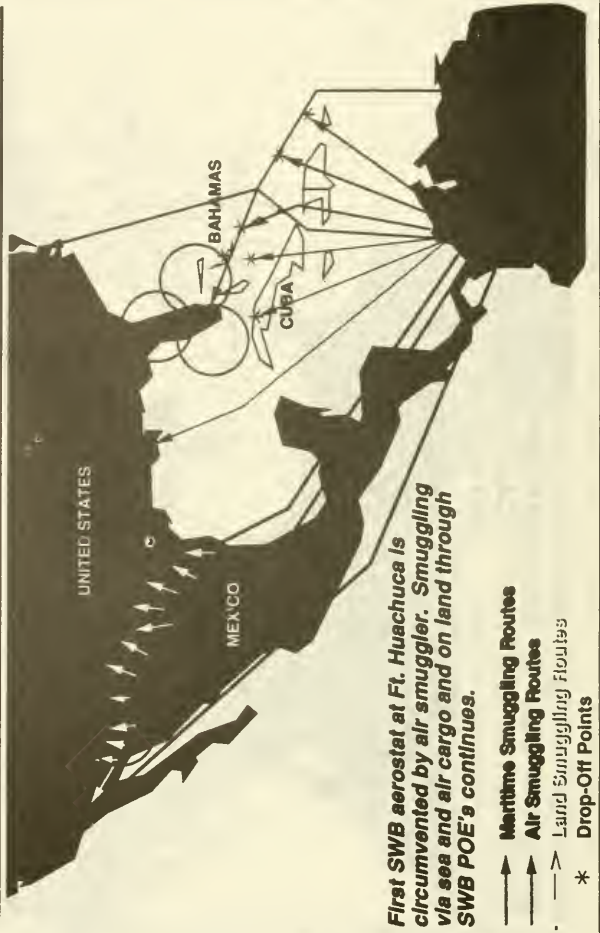 UNITED STATES
MEXICO
BAHAMAS
CUBA
First SWB aerostat at Ft. Huachuca is
circumvented by air smuggler. Smuggling
via sea and air cargo and on land through
SWB POE's continues.
Maritime Smuggling Routes
Air Smuggling Routes
Land Smuggling Routes
* Drop-Off Points